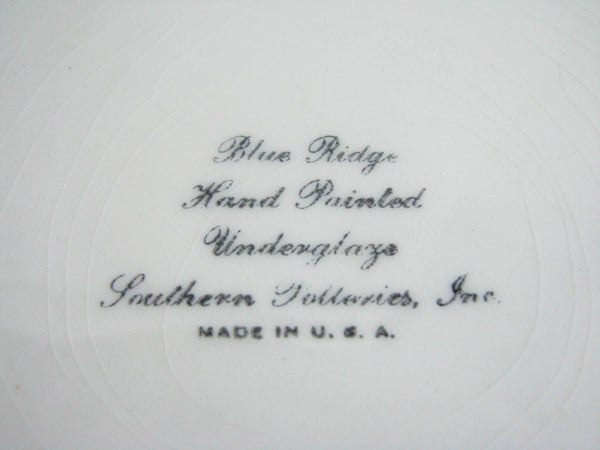 Blue Ridge
Hand Painted
Underglaze
Southern Potteries, Inc.
MADE IN U. S. A.